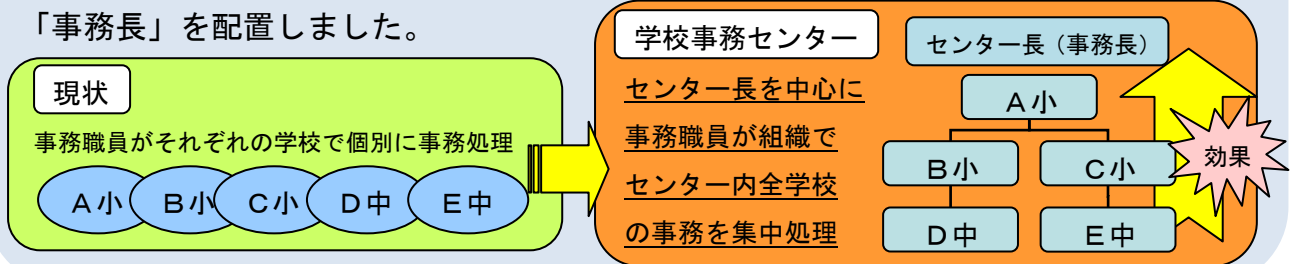 「事務長」を配置しました。
現状
事務職員がそれぞれの学校で個別に事務処理
A小 B小 C小 D中 E中
学校事務センター
センター長を中心に
事務職員が組織で
センター内全学校
の事務を集中処理
センター長（事務長）
A小
B小 C小
D中 E中
効果